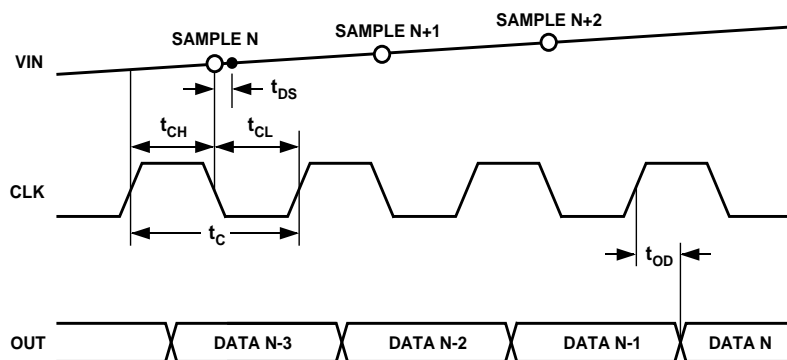 SAMPLE N+2
SAMPLE N+1
SAMPLE N
VIN
tDS
tCH
tCL
CLK
tC
tOD
OUT
DATA N-3
DATA N-2
DATA N-1
DATA N